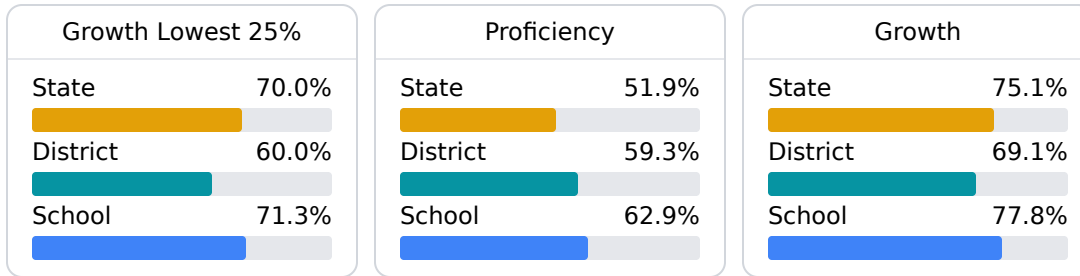 Growth Lowest 25%
State 70.0%
District 60.0%
School 71.3%
Proficiency
State 51.9%
District 59.3%
School 62.9%
Growth
State 75.1%
District 69.1%
School 77.8%